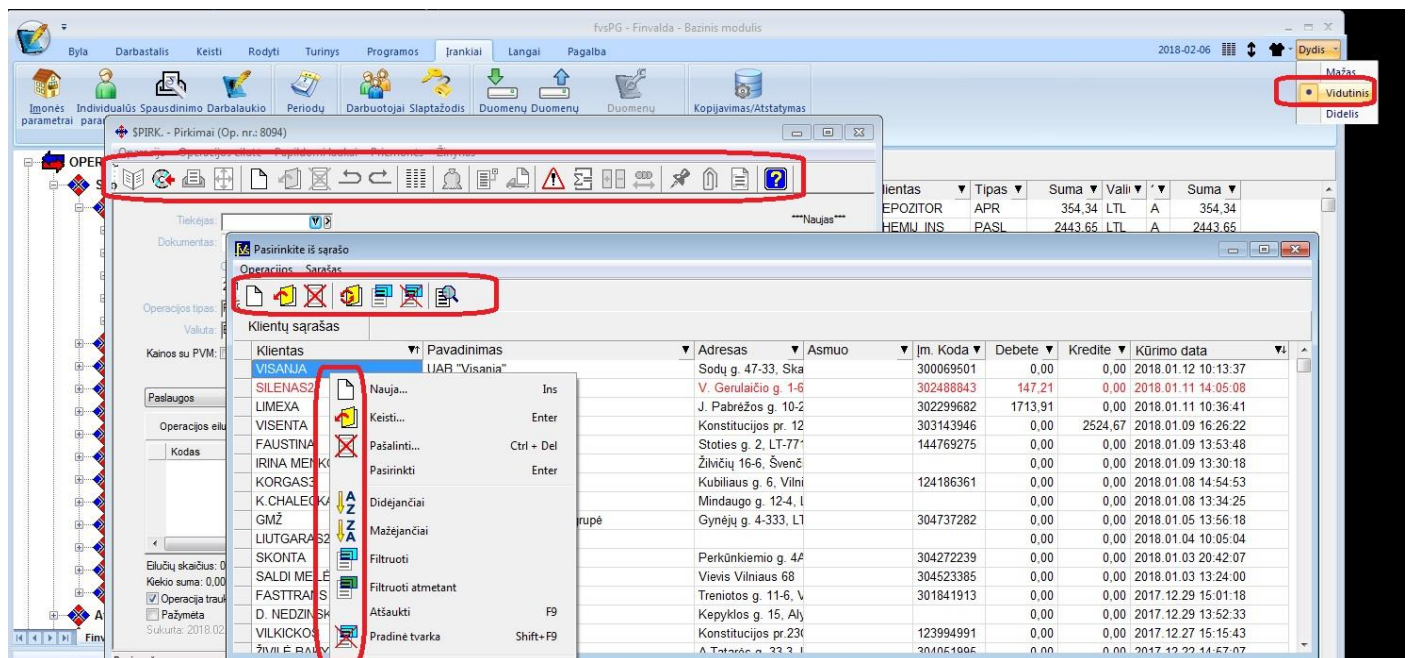 fvsPG - Finvalda - Bazinis modulis
Byla Darbastalis Keisti Rodyti Turinys Programos Įrankiai Langai Pagalba 2018-02-06 Dydis
Mažas
Vidutinis
Didelis
Įmonės Individualūs Spausdinimo Darbalaukio Periodų Darbuotojai Slaptažodis Duomenų Duomenų Duomenų Kopijavimas/Atstatymas
parametrai
$PIRK. - Pirkimai (Op. nr.: 8094)
Tipas Suma Suma
APR 354,34 LTL A 354,34
PASL 2443,65 LTL A 2443,65
Tiekėjas: ***Naujas***
Dokumentas:
Operacijos tipas:
Valiuta:
Kainos su PVM:
Paslaugos
Kodas
Eilučių skaičius: 0
Kiekio suma: 0,00
Pažymėta
Pasirinkite iš sąrašo
Operacijos Sąrašas
Klientų sąrašas
Klientas Pavadinimas Adresas Asmuo Įm. Koda Debete Kredite Kūrimo data
VISANJA UAB "Visanja" Sodų g. 47-33, Ska 300069501 0,00 0,00 2018.01.12 10:13:37
SILENAS2 V. Gerulaičio g. 1-6 302488843 147,21 0,00 2018.01.11 14:05:08
LIMEXA J. Pabrėžos g. 10-2 302299682 1713,91 0,00 2018.01.11 10:36:41
VISENTA Konstitucijos pr. 12 303143946 0,00 2524,67 2018.01.09 16:26:22
FAUSTINA Stoties g. 2, LT-771 144769275 0,00 0,00 2018.01.09 13:53:48
IRINA Žilvičių 16-6, Švenč 0,00 0,00 2018.01.09 13:30:18
KORGAS3 Kubiliaus g. 6, Vilni 124186361 0,00 0,00 2018.01.08 14:54:53
K.CHALECKA Mindaugo g. 12-4, 0,00 0,00 2018.01.08 13:34:25
GMŽ Gynėjų g. 4-333, LT 304737282 0,00 0,00 2018.01.05 13:56:18
LIUTGARAS2 0,00 0,00 2018.01.04 10:05:04
SKONTA Perkūnkiemio g. 4A 304272239 0,00 0,00 2018.01.03 20:42:07
SALDI Vievis Vilniaus 68 304523385 0,00 0,00 2018.01.03 13:24:00
FASTTRANS Treniotos g. 11-6, V 301841913 0,00 0,00 2017.12.29 15:01:18
D. NEDZINSK Kepyklos g. 15, Aly 0,00 0,00 2017.12.29 13:52:33
VILKICKOS Konstitucijos pr.23( 123994991 0,00 0,00 2017.12.27 15:15:43
Nauja... Ins
Keisti... Enter
Pašalinti... Ctrl + Del
Pasirinkti Enter
Didėjančiai
Mažėjančiai
Filtruoti
Filtruoti atmetant
Atšaukti F9
Pradinė tvarka Shift+F9